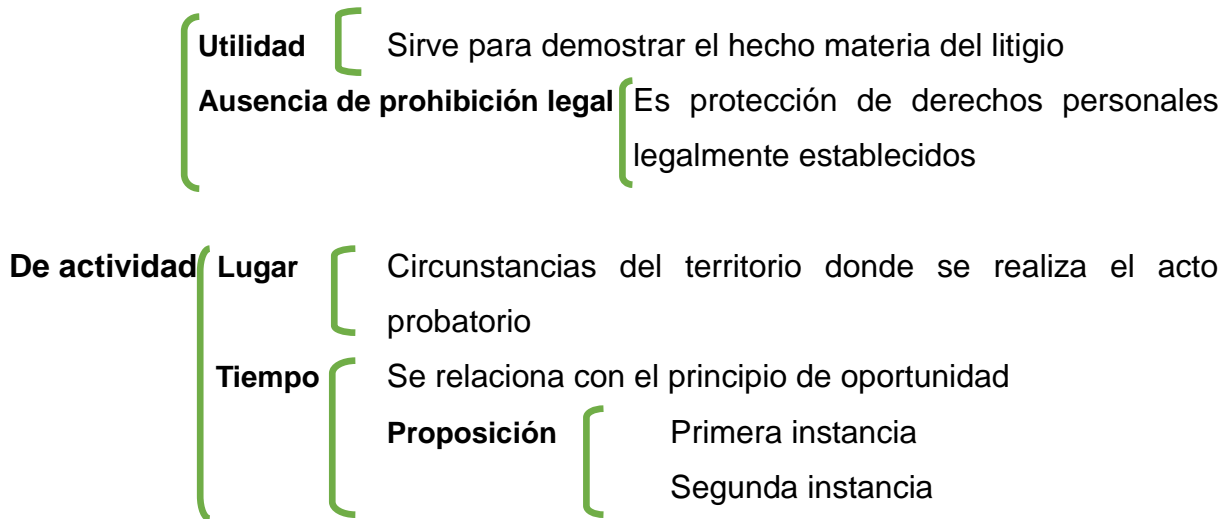 Utilidad Sirve para demostrar el hecho materia del litigio
Ausencia de prohibición legal Es protección de derechos personales
legalmente establecidos
De actividad Lugar Circunstancias del territorio donde se realiza el acto
probatorio
Tiempo Se relaciona con el principio de oportunidad
Proposición Primera instancia
Segunda instancia